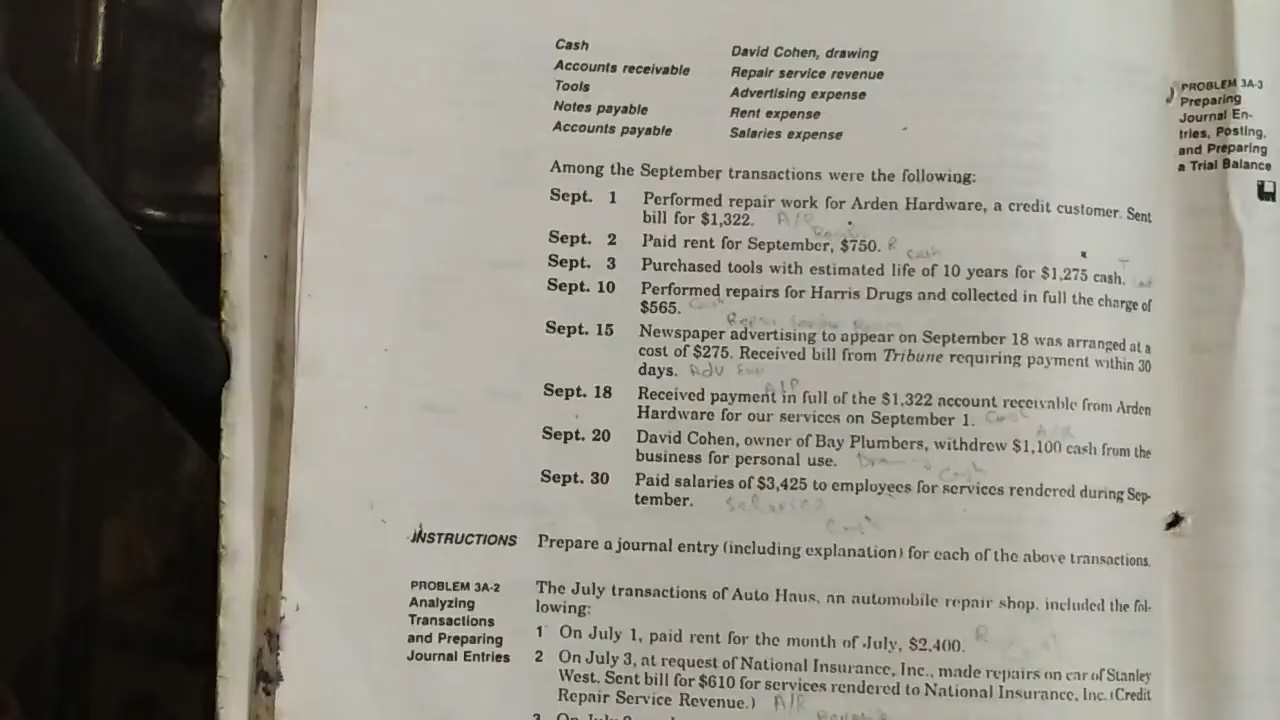 Cash
David Cohen, drawing
Accounts receivable
Repair service revenue
Tools
Advertising expense
Notes payable
Rent expense
Accounts payable
Salaries expense
PROBLEM 3A-3
Preparing
Journal En-
tries, Posting,
and Preparing
a Trial Balance
Among the September transactions were the following:
Sept. 1 Performed repair work for Arden Hardware, a credit customer. Sent
bill for $1,322. A/R
Sept. 2 Paid rent for September, $750. R
Cash
Sept. 3 Purchased tools with estimated life of 10 years for $1,275 cash. T
Sept. 10 Performed repairs for Harris Drugs and collected in full the charge of
$565. Cash
Repair Service
Sept. 15 Newspaper advertising to appear on September 18 was arranged at a
cost of $275. Received bill from Tribune requiring payment within 30
days. Adv Exp
A/P
Sept. 18 Received payment in full of the $1,322 account receivable from Arden
Hardware for our services on September 1. Cash
A/R
Sept. 20 David Cohen, owner of Bay Plumbers, withdrew $1,100 cash from the
business for personal use.
Cash
Sept. 30 Paid salaries of $3,425 to employees for services rendered during Sep-
tember. Salaries
Cash
INSTRUCTIONS Prepare a journal entry (including explanation) for each of the above transactions.
PROBLEM 3A-2
Analyzing
Transactions
and Preparing
Journal Entries
The July transactions of Auto Haus, an automobile repair shop, included the fol-
lowing:
1 On July 1, paid rent for the month of July, $2,400. R
2 On July 3, at request of National Insurance, Inc., made repairs on car of Stanley
West. Sent bill for $610 for services rendered to National Insurance, Inc. (Credit
Repair Service Revenue.) A/R